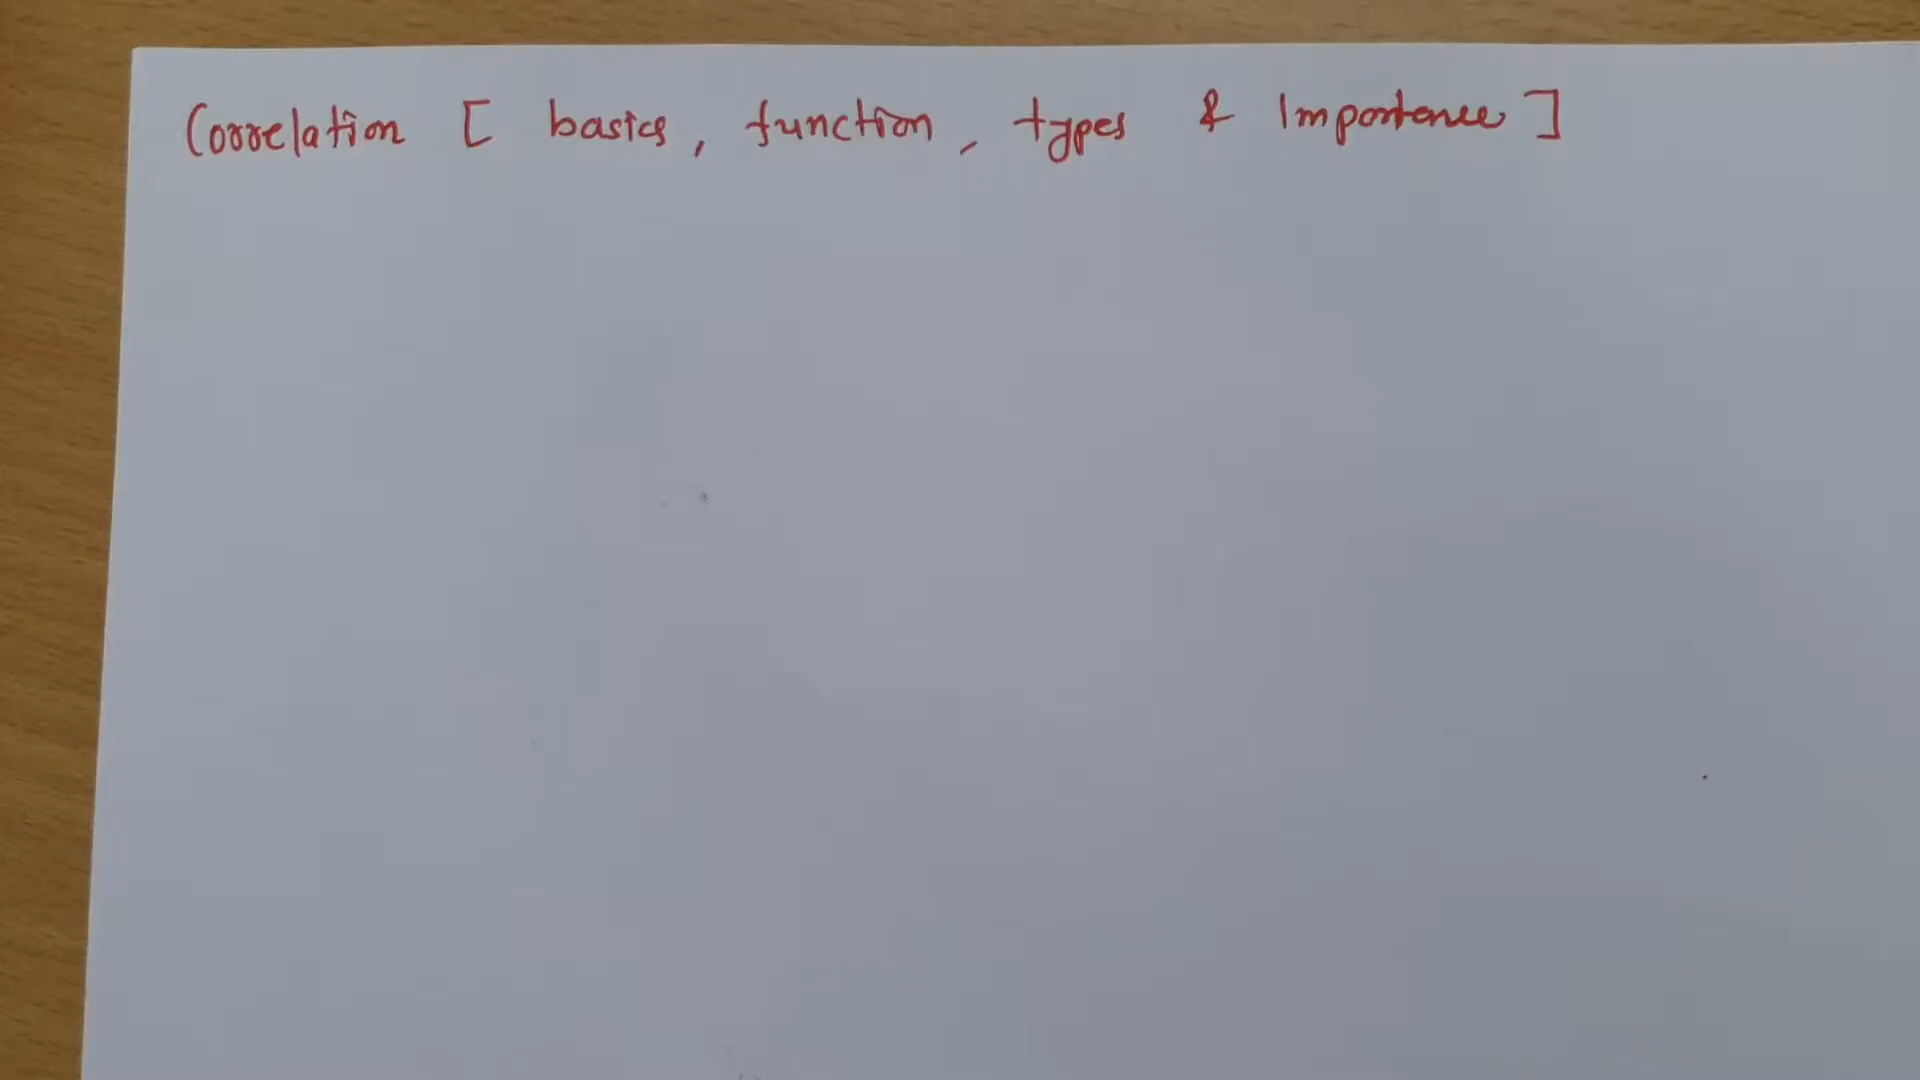 Correlation [ basics, function, types & Importance ]